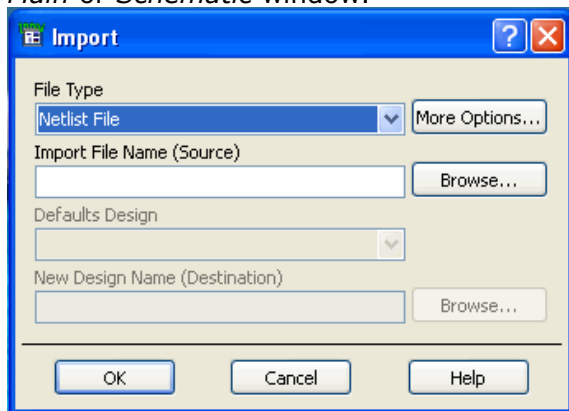 Main or Schematic window.
Import
File Type
Netlist File
More Options...
Import File Name (Source)
Browse...
Defaults Design
New Design Name (Destination)
Browse...
OK
Cancel
Help